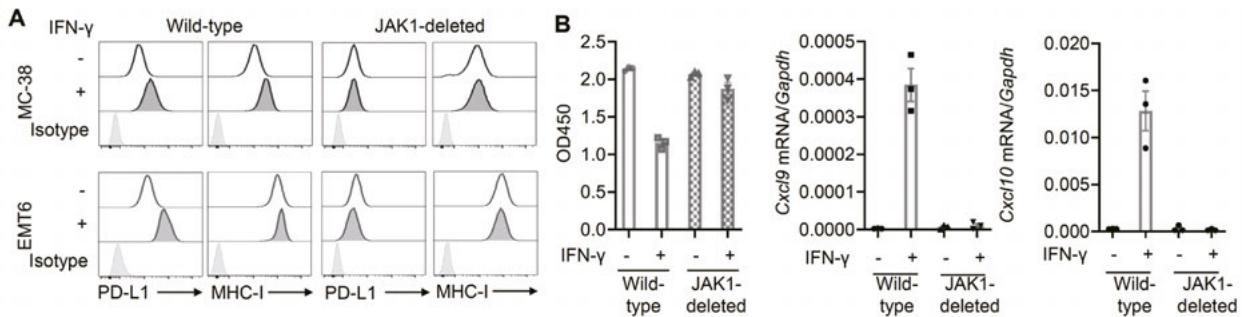 A
IFN-γ Wild-type JAK1-deleted
MC-38
-
+
Isotype
EMT6
-
+
Isotype
PD-L1 MHC-I PD-L1 MHC-I
B
OD450
2.5
2.0
1.5
1.0
0.5
0.0
IFN-γ - + - +
Wild-
type
JAK1-
deleted
Cxcl9 mRNA/Gapdh
0.0005
0.0004
0.0003
0.0002
0.0001
0.0000
IFN-γ - + - +
Wild-
type
JAK1-
deleted
Cxcl10 mRNA/Gapdh
0.020
0.015
0.010
0.005
0.000
IFN-γ - + - +
Wild-
type
JAK1-
deleted